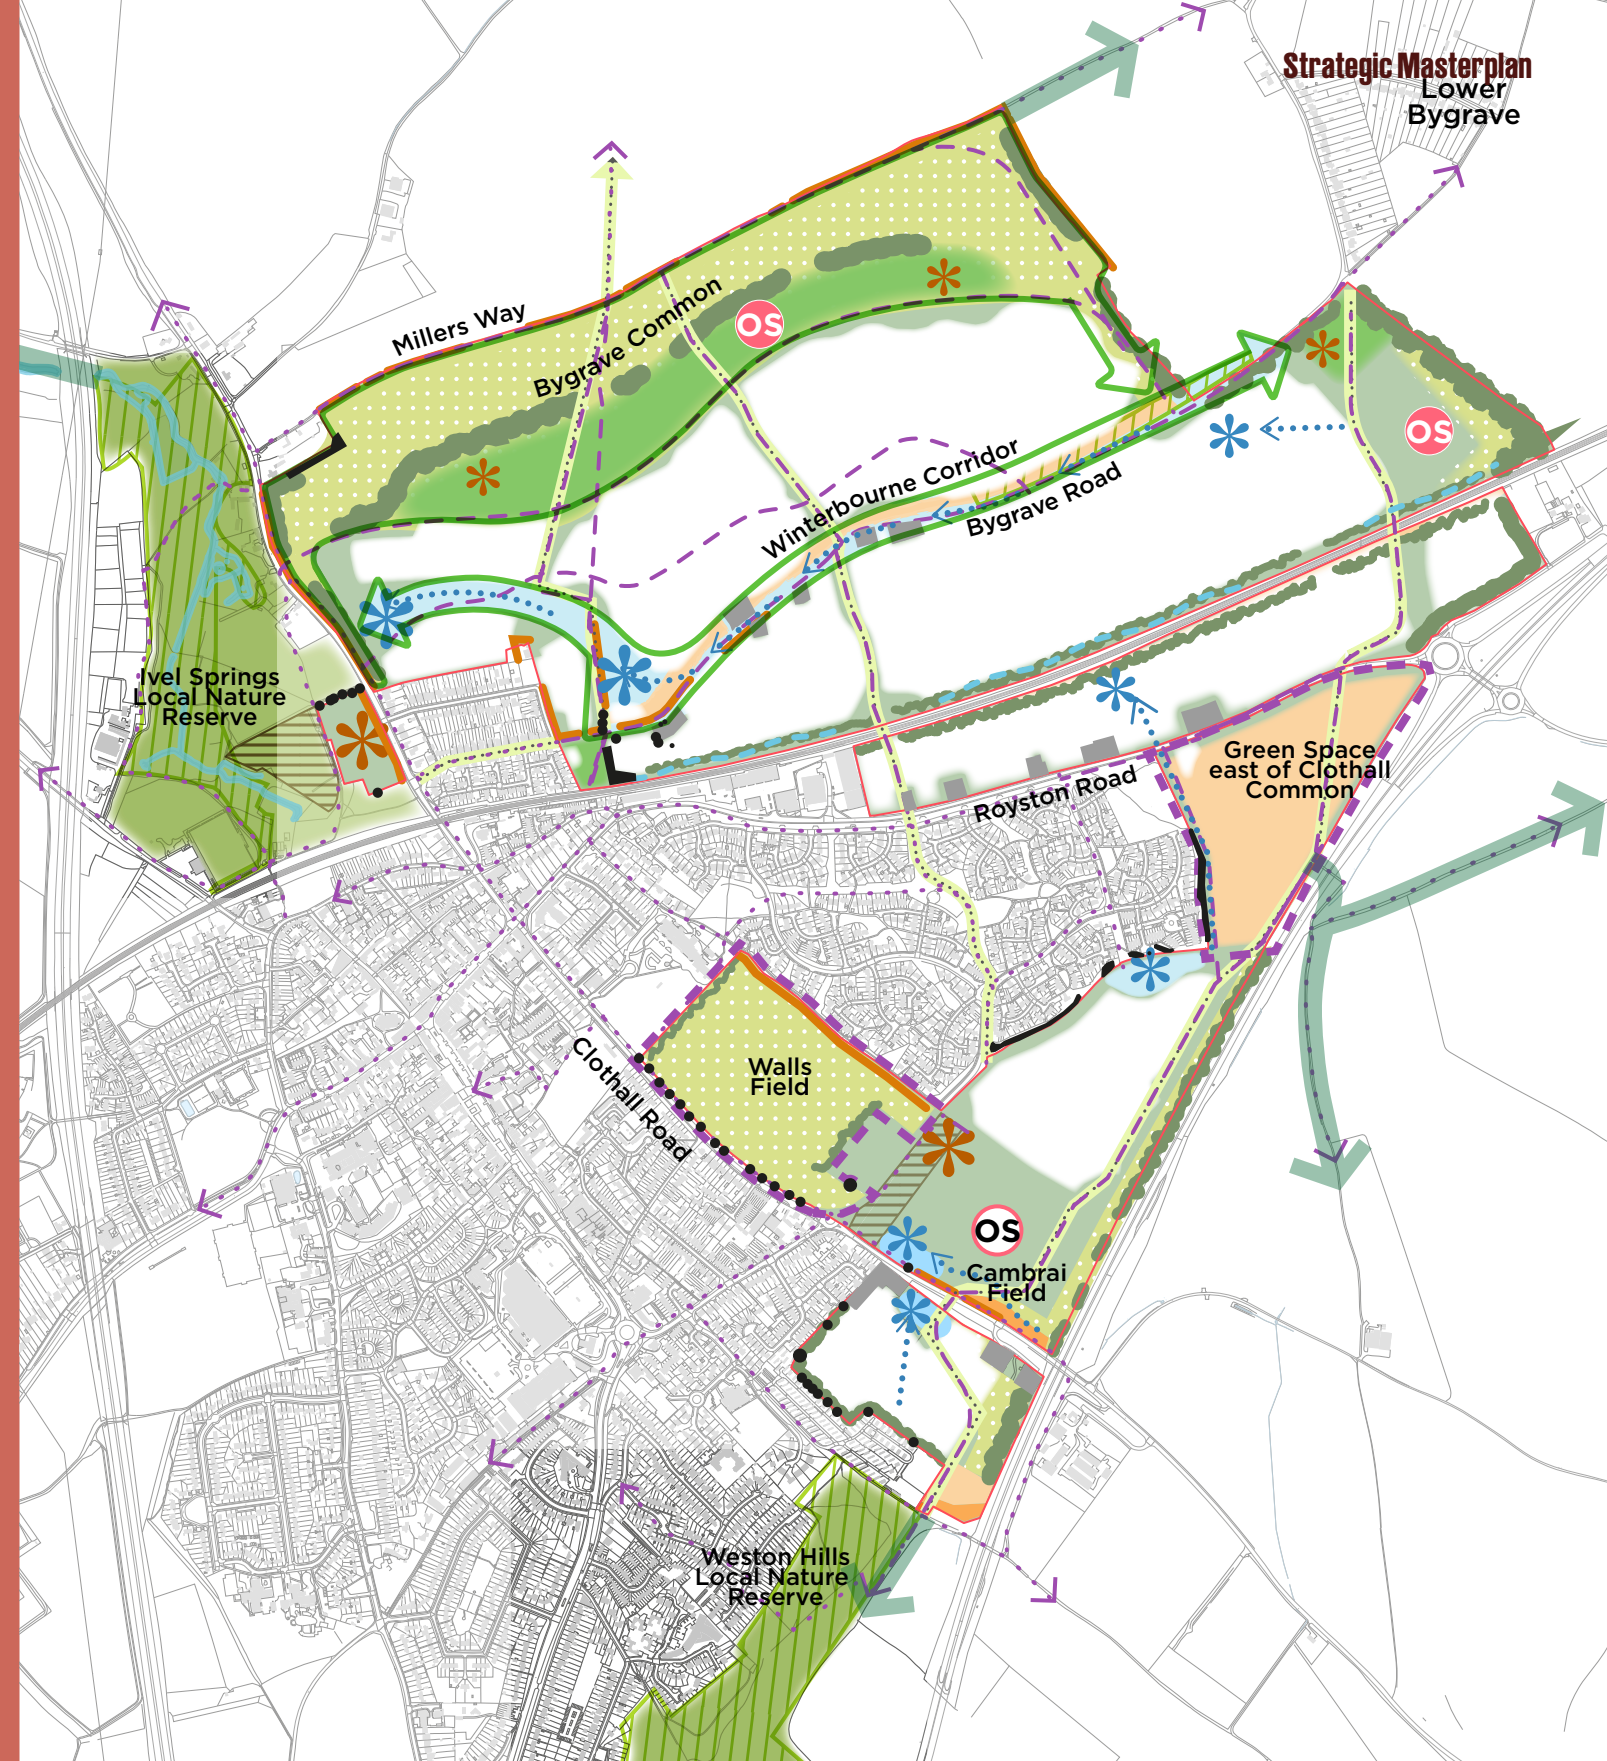 Strategic Masterplan
Lower
Bygrave
Millers Way
Bygrave Common
OS
OS
Winterbourne Corridor
Bygrave Road
Ivel Springs
Local Nature
Reserve
Green Space
east of Clothall
Common
Royston Road
Walls
Field
Clothall Road
OS
Cambrai
Field
Weston Hills
Local Nature
Reserve